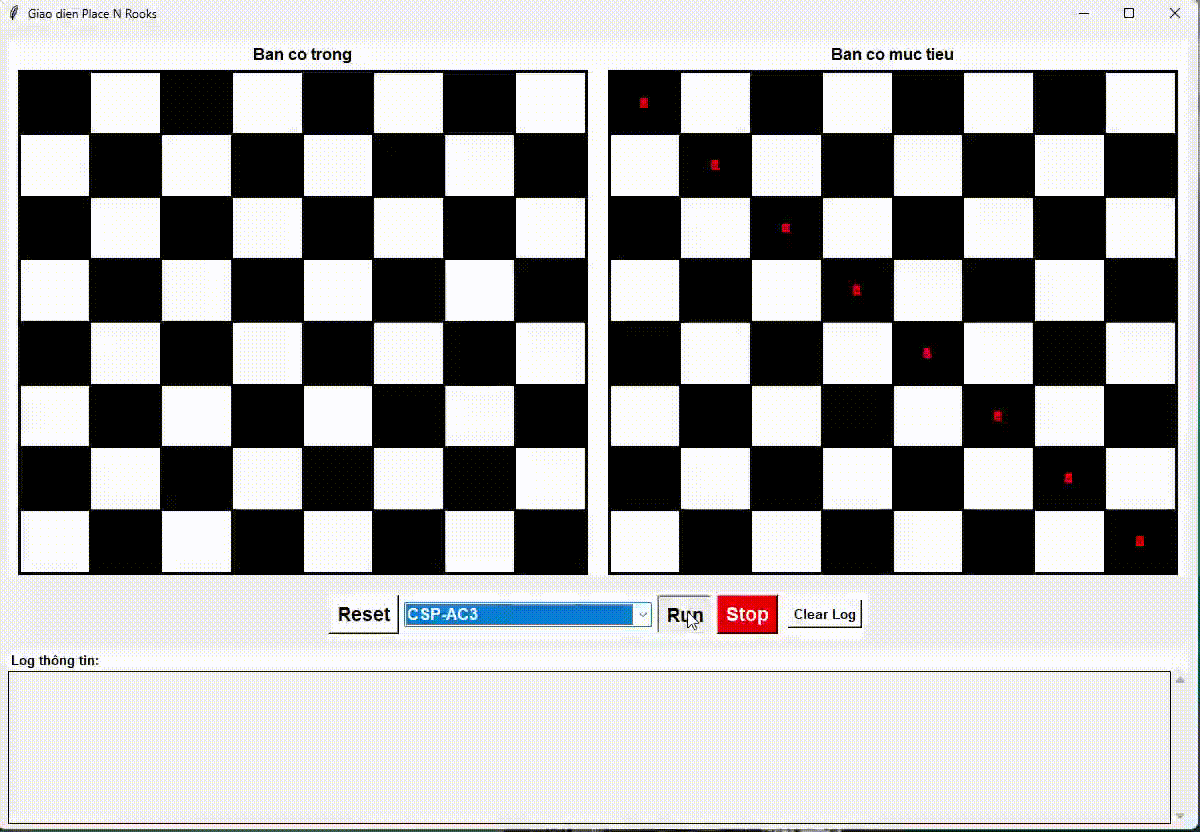 Giao dien Place N Rooks
Ban co trong
Ban co muc tieu
Reset
CSP-AC3
Run
Stop
Clear Log
Log thông tin: